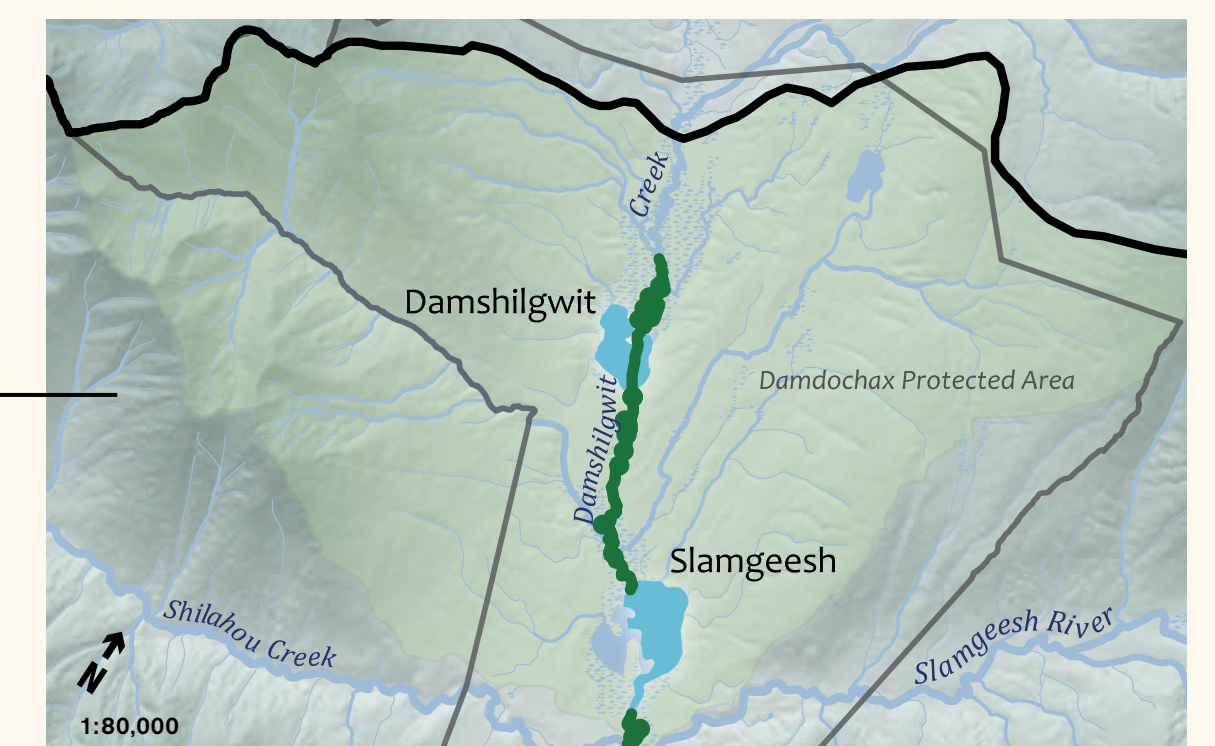 Creek
Damshilgwit
Damdochax Protected Area
Damshilgwit
Slamgeesh
Shilahou Creek
Slamgeesh River
N
1:80,000